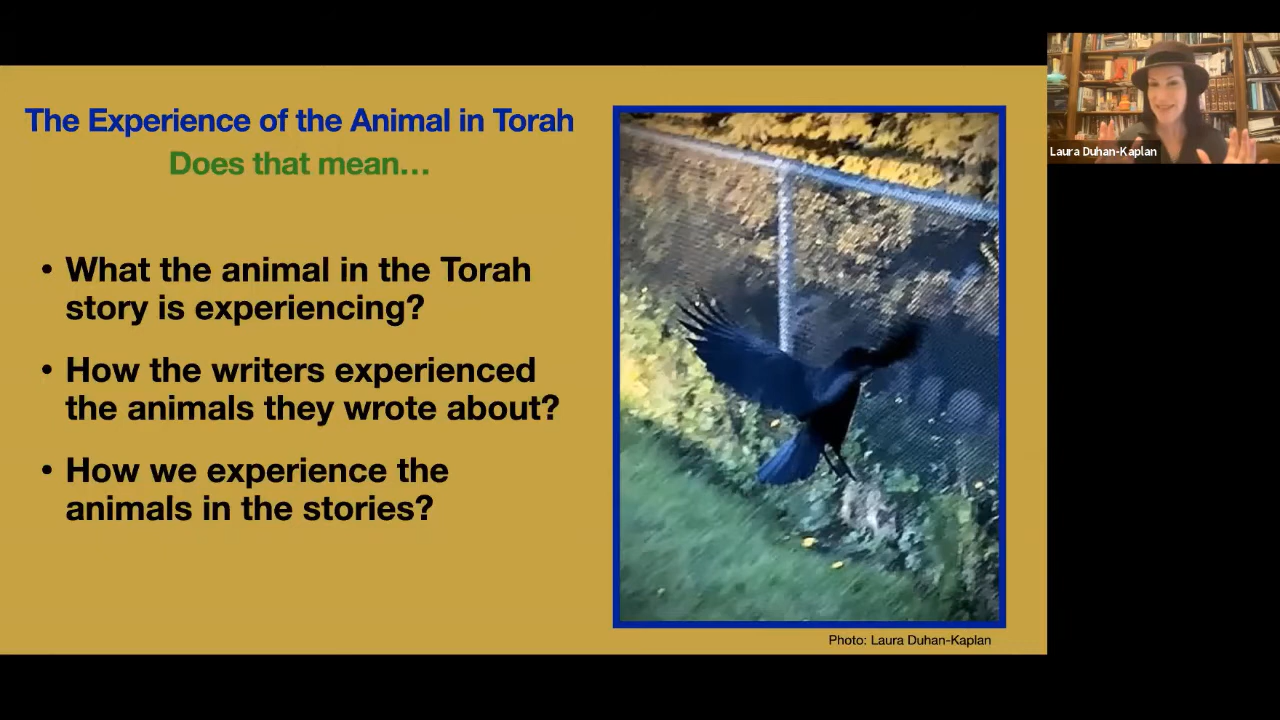 The Experience of the Animal in Torah
Does that mean…
• What the animal in the Torah
story is experiencing?
• How the writers experienced
the animals they wrote about?
• How we experience the
animals in the stories?
Photo: Laura Duhan-Kaplan
Laura Duhan-Kaplan